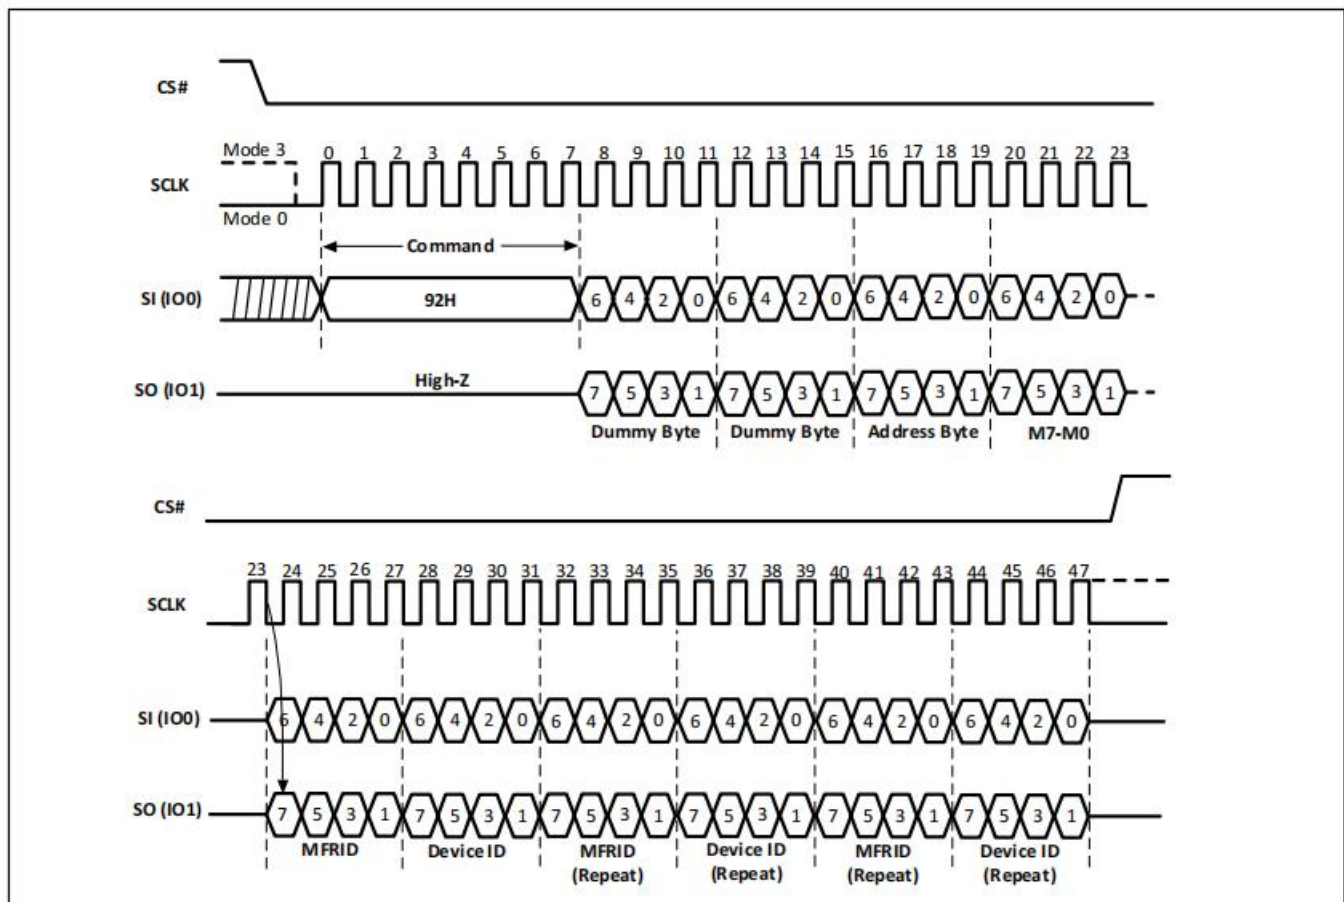 CS#
Mode 3
0 1 2 3 4 5 6 7 8 9 10 11 12 13 14 15 16 17 18 19 20 21 22 23
SCLK
Mode 0
Command
SI (IO0) 92H 6 4 2 0 6 4 2 0 6 4 2 0 6 4 2 0
High-Z
SO (IO1) 7 5 3 1 7 5 3 1 7 5 3 1 7 5 3 1
Dummy Byte Dummy Byte Address Byte M7-M0
CS#
23 24 25 26 27 28 29 30 31 32 33 34 35 36 37 38 39 40 41 42 43 44 45 46 47
SCLK
SI (IO0) 6 4 2 0 6 4 2 0 6 4 2 0 6 4 2 0 6 4 2 0 6 4 2 0
SO (IO1) 7 5 3 1 7 5 3 1 7 5 3 1 7 5 3 1 7 5 3 1 7 5 3 1
MFRID Device ID MFRID Device ID MFRID Device ID
(Repeat) (Repeat) (Repeat) (Repeat)